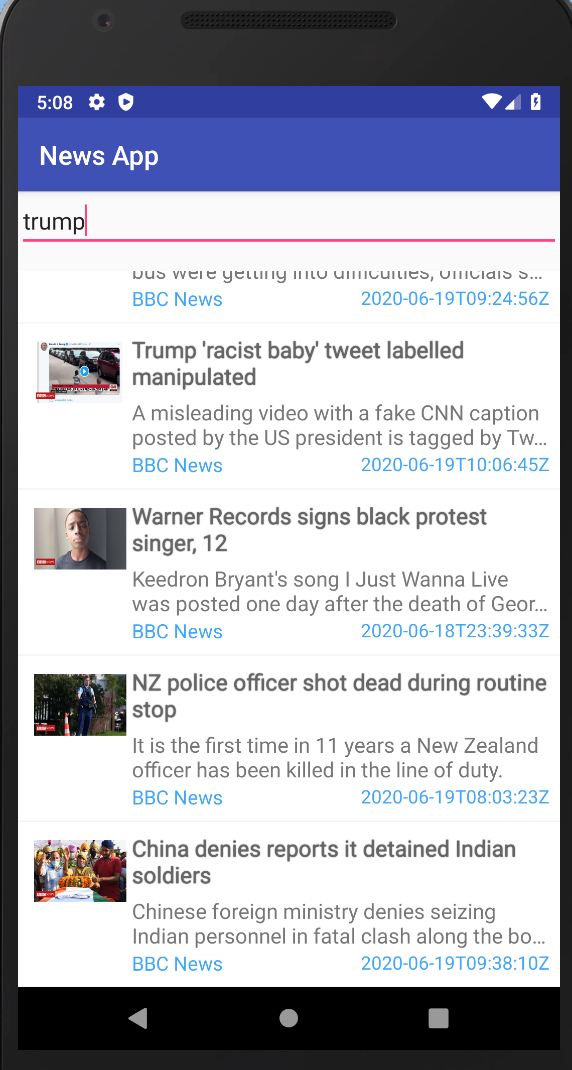 5:08
News App
trump
bus were getting into difficulties, officials s...
BBC News 2020-06-19T09:24:56Z
Trump 'racist baby' tweet labelled
manipulated
A misleading video with a fake CNN caption
posted by the US president is tagged by Tw...
BBC News 2020-06-19T10:06:45Z
Warner Records signs black protest
singer, 12
Keedron Bryant's song I Just Wanna Live
was posted one day after the death of Geor...
BBC News 2020-06-18T23:39:33Z
NZ police officer shot dead during routine
stop
It is the first time in 11 years a New Zealand
officer has been killed in the line of duty.
BBC News 2020-06-19T08:03:23Z
China denies reports it detained Indian
soldiers
Chinese foreign ministry denies seizing
Indian personnel in fatal clash along the bo...
BBC News 2020-06-19T09:38:10Z